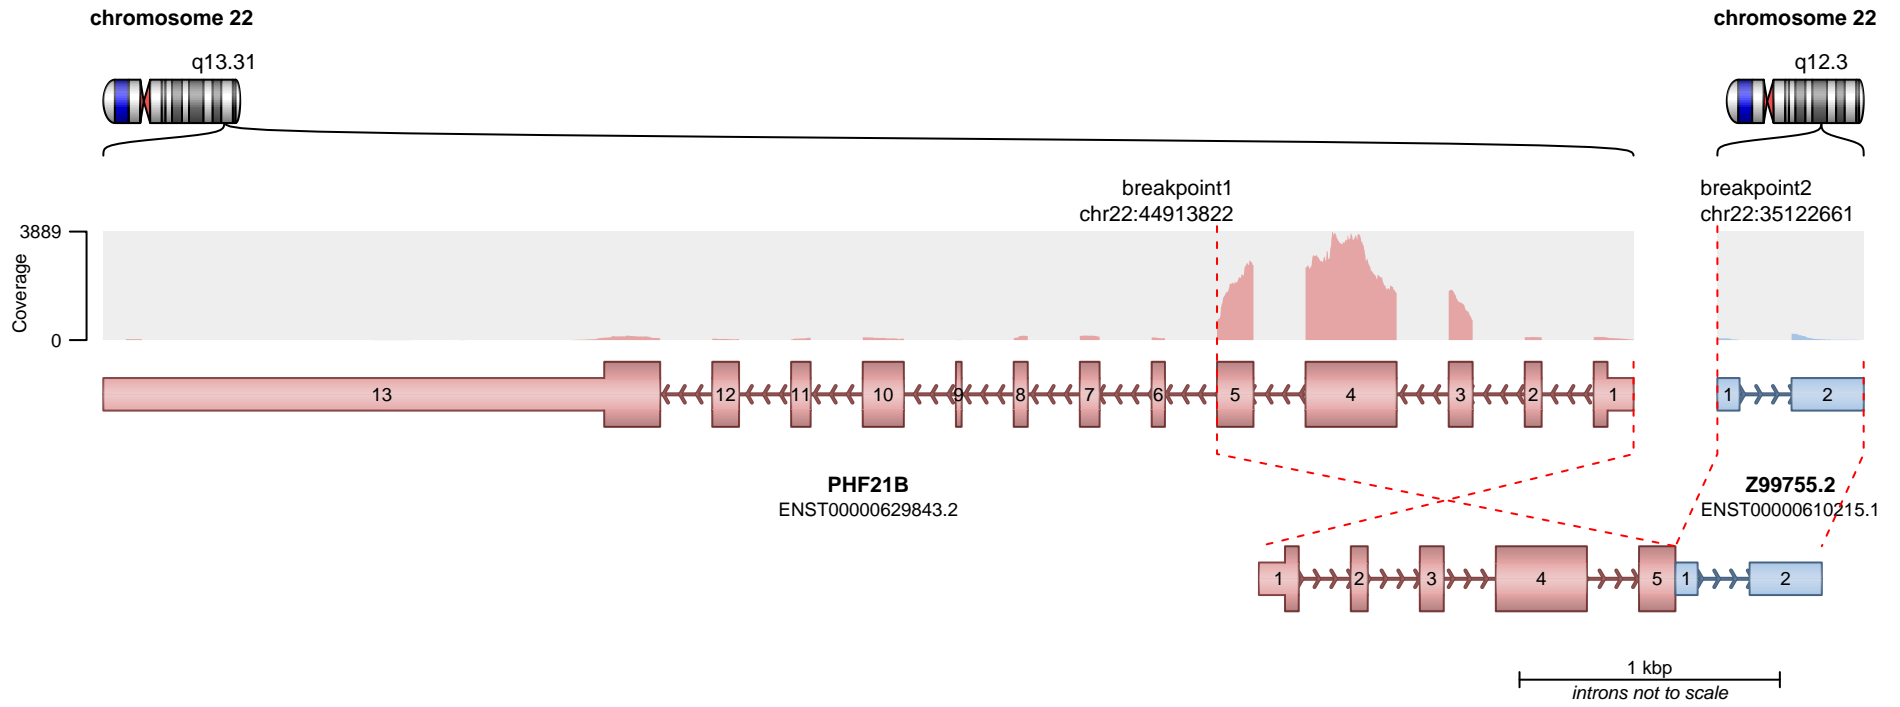 chromosome 22
chromosome 22
q13.31
q12.3
breakpoint1
chr22:44913822
breakpoint2
chr22:35122661
3889
Coverage
0
13
12
11
10
9
8
7
6
5
4
3
2
1
1
2
PHF21B
ENST00000629843.2
Z99755.2
ENST00000610215.1
1
2
3
4
5
1
2
1 kbp
introns not to scale